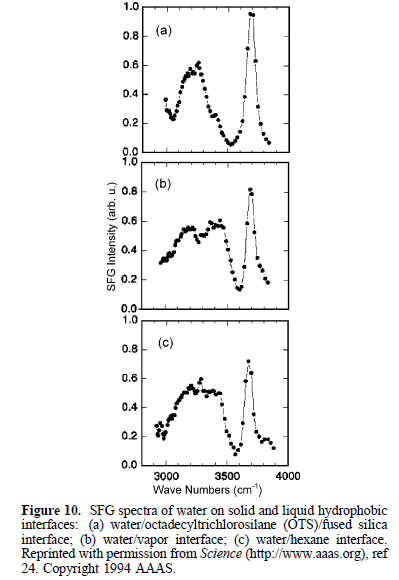 1.0
(a)
0.8
0.6
0.4
0.2
0.0
(b)
0.8
0.6
0.4
0.2
0.0
SFG Intensity (arb. u.)
1.0
(c)
0.8
0.6
0.4
0.2
3000 3500 4000
Wave Numbers (cm-1)
Figure 10. SFG spectra of water on solid and liquid hydrophobic
interfaces: (a) water/octadecyltrichlorosilane (OTS)/fused silica
interface; (b) water/vapor interface; (c) water/hexane interface.
Reprinted with permission from Science (http://www.aaas.org), ref
24. Copyright 1994 AAAS.